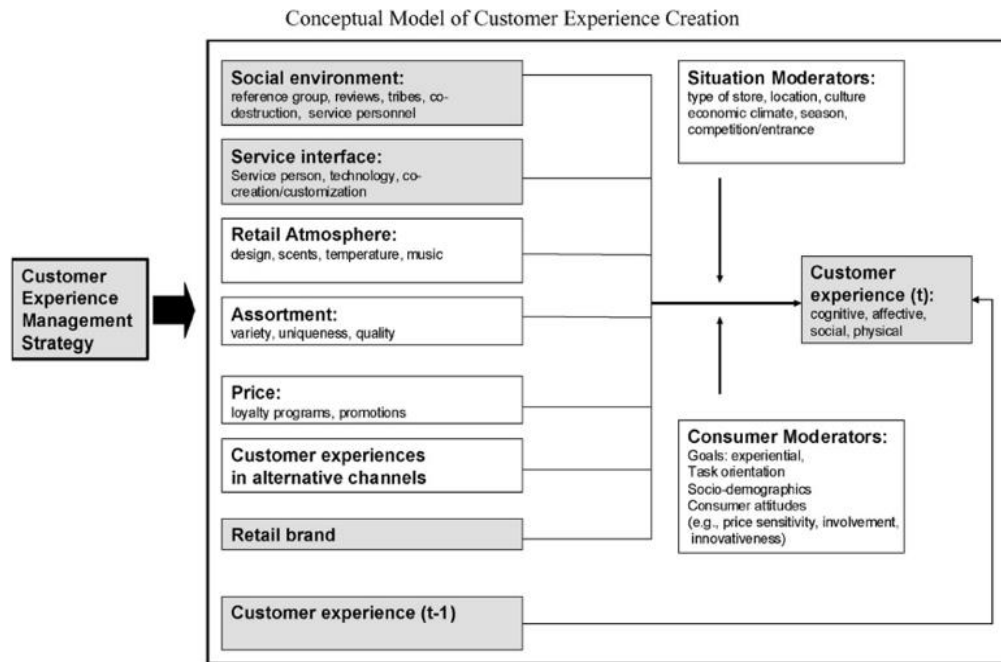 Conceptual Model of Customer Experience Creation
Customer
Experience
Management
Strategy
Social environment:
reference group, reviews, tribes, co-
destruction, service personnel
Service interface:
Service person, technology, co-
creation/customization
Retail Atmosphere:
design, scents, temperature, music
Assortment:
variety, uniqueness, quality
Price:
loyalty programs, promotions
Customer experiences
in alternative channels
Retail brand
Customer experience (t-1)
Situation Moderators:
type of store, location, culture
economic climate, season,
competition/entrance
Consumer Moderators:
Goals: experiential,
Task orientation
Socio-demographics
Consumer attitudes
(e.g., price sensitivity, involvement,
innovativeness)
Customer
experience (t):
cognitive, affective,
social, physical